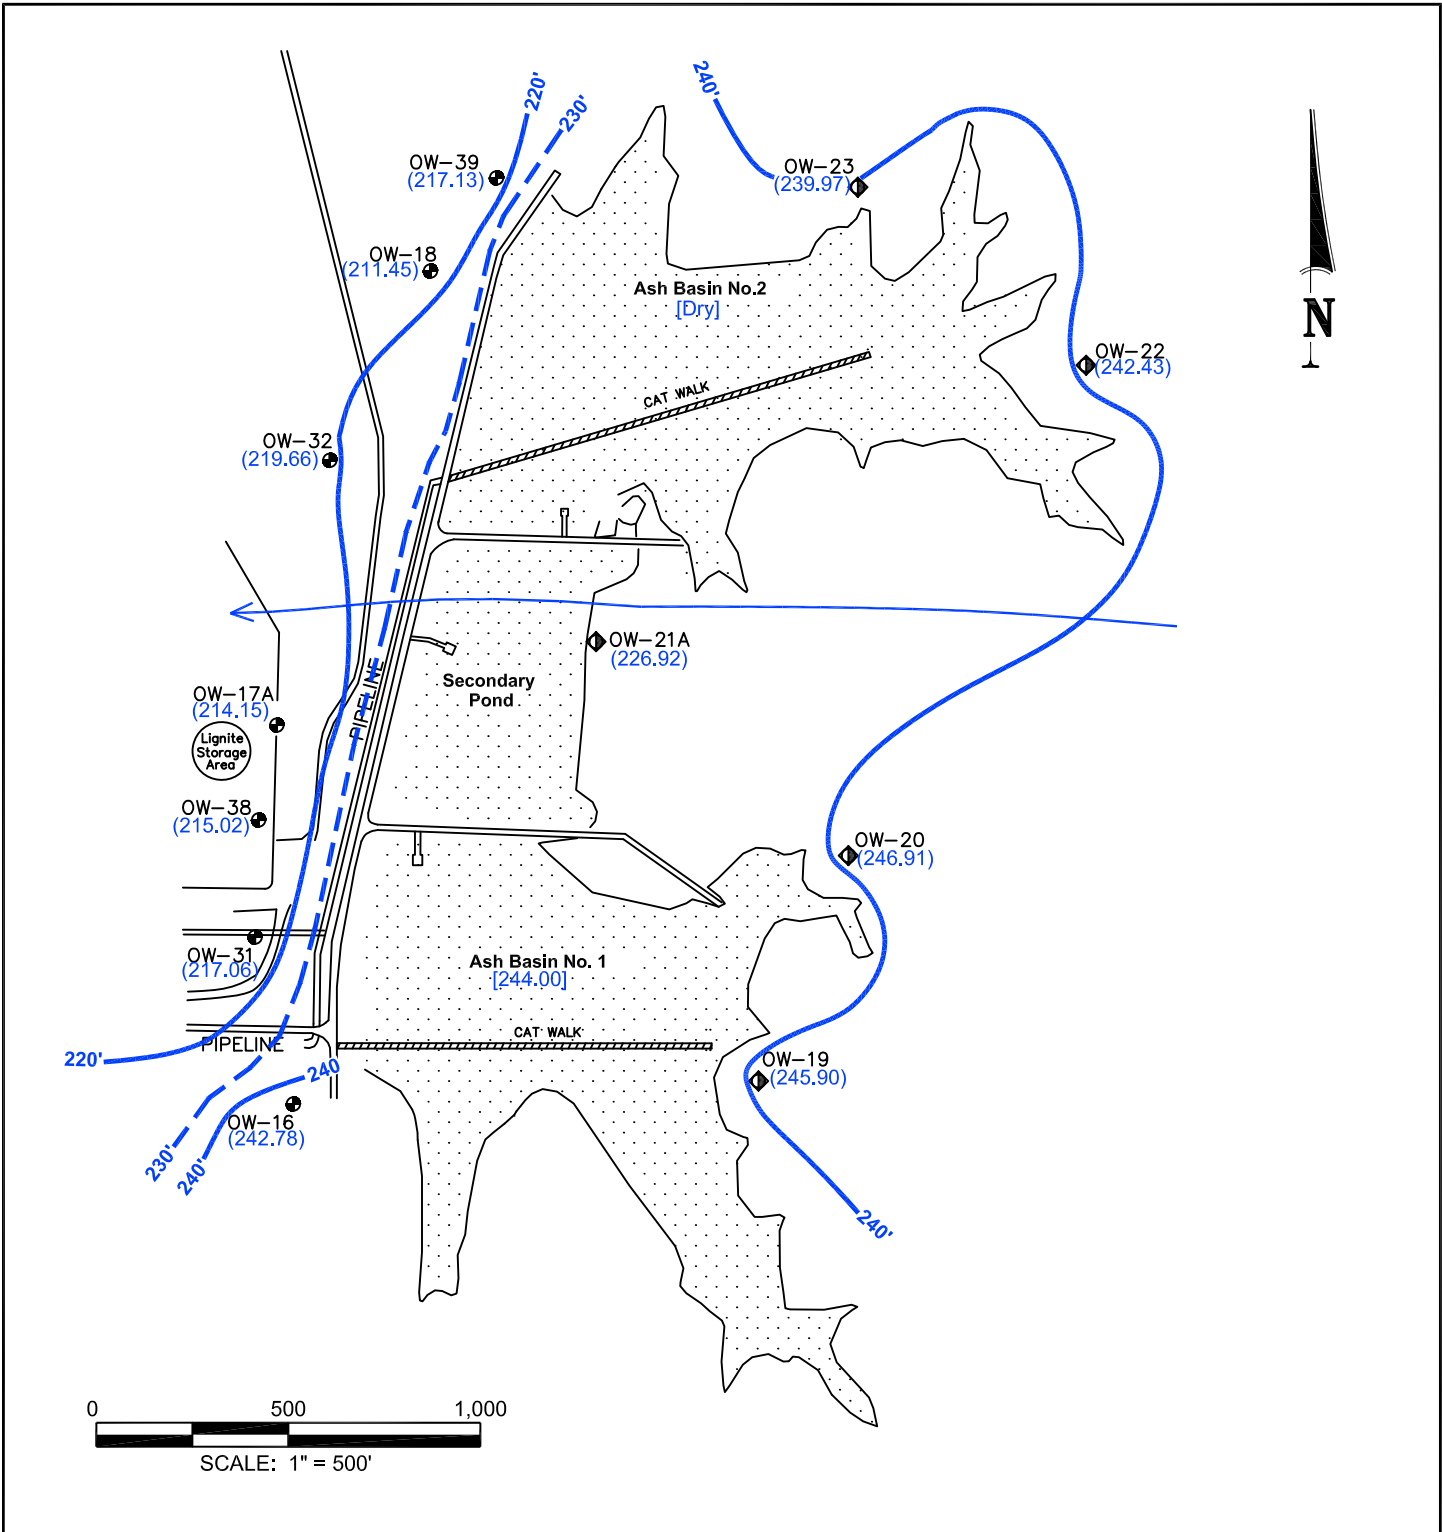 240'
220'
230'
OW-39
(217.13)
OW-23
(239.97)
OW-18
(211.45)
Ash Basin No.2
[Dry]
N
OW-22
(242.43)
CAT WALK
OW-32
(219.66)
OW-21A
(226.92)
PIPELINE
Secondary
Pond
OW-17A
(214.15)
Lignite
Storage
Area
OW-38
(215.02)
OW-20
(246.91)
OW-31
(217.06)
Ash Basin No. 1
[244.00]
CAT WALK
PIPELINE
220'
240
OW-19
(245.90)
OW-16
(242.78)
230'
240'
240'
0 500 1,000
SCALE: 1" = 500'